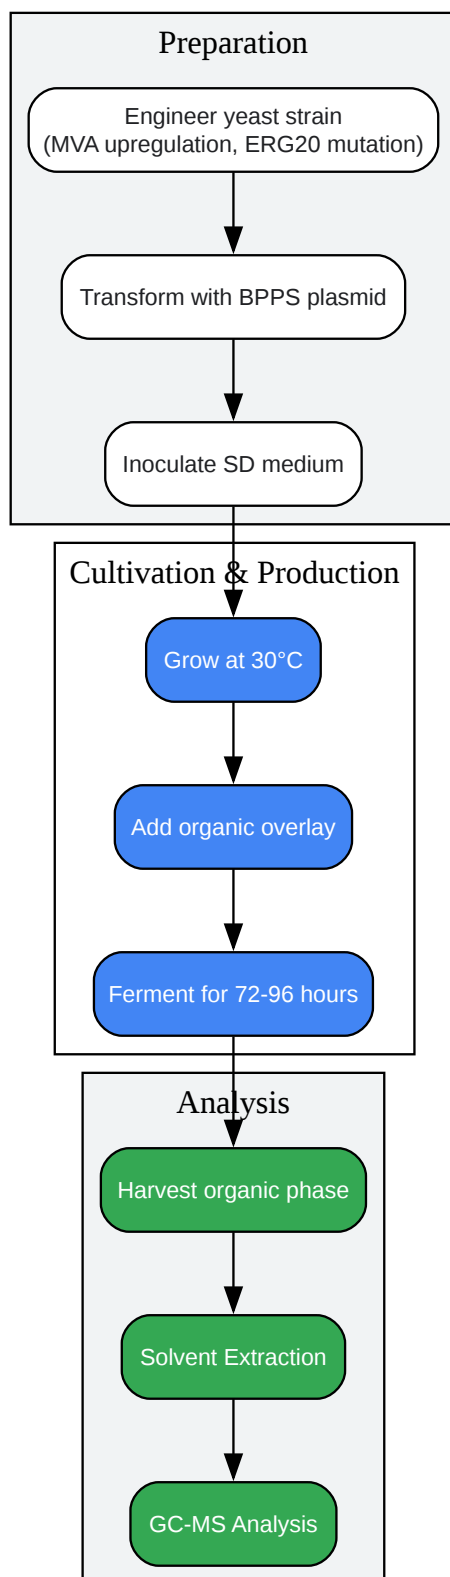 Preparation
Engineer yeast strain
(MVA upregulation, ERG20 mutation)
Transform with BPPS plasmid
Inoculate SD medium
Cultivation & Production
Grow at 30°C
Add organic overlay
Ferment for 72-96 hours
Analysis
Harvest organic phase
Solvent Extraction
GC-MS Analysis